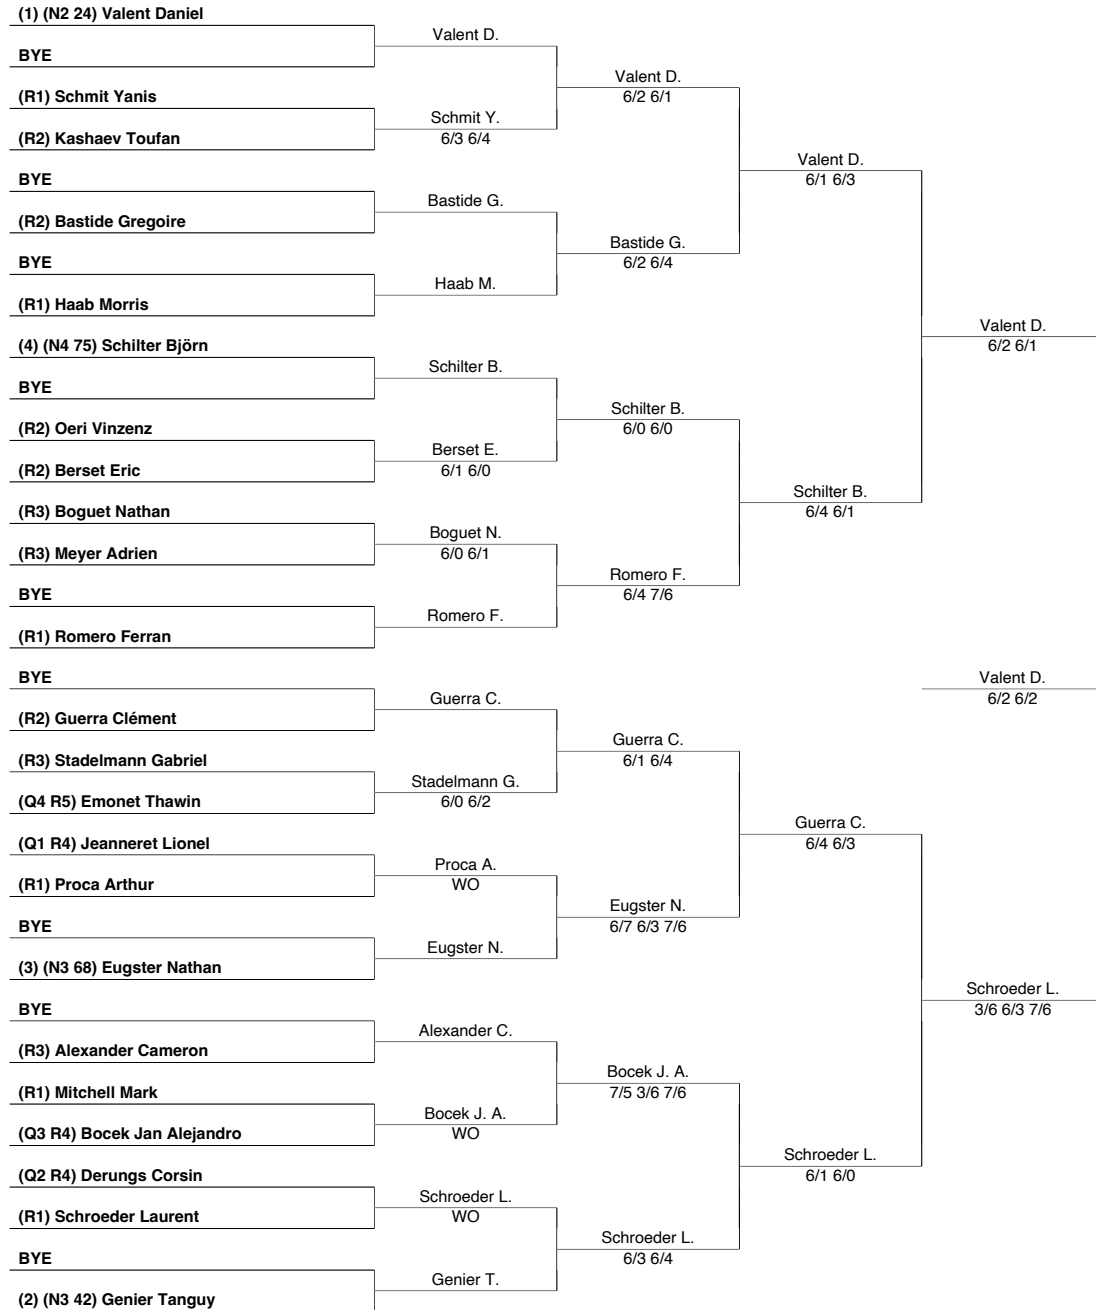 (1) (N2 24) Valent Daniel
BYE
(R1) Schmit Yanis
(R2) Kashaev Toufan
BYE
(R2) Bastide Gregoire
BYE
(R1) Haab Morris
(4) (N4 75) Schilter Björn
BYE
(R2) Oeri Vinzenz
(R2) Berset Eric
(R3) Boguet Nathan
(R3) Meyer Adrien
BYE
(R1) Romero Ferran
BYE
(R2) Guerra Clément
(R3) Stadelmann Gabriel
(Q4 R5) Emonet Thawin
(Q1 R4) Jeanneret Lionel
(R1) Proca Arthur
BYE
(3) (N3 68) Eugster Nathan
BYE
(R3) Alexander Cameron
(R1) Mitchell Mark
(Q3 R4) Bocek Jan Alejandro
(Q2 R4) Derungs Corsin
(R1) Schroeder Laurent
BYE
(2) (N3 42) Genier Tanguy
Valent D.
Schmit Y.
6/3 6/4
Bastide G.
Haab M.
Schilter B.
Berset E.
6/1 6/0
Boguet N.
6/0 6/1
Romero F.
Guerra C.
Stadelmann G.
6/0 6/2
Proca A.
WO
Eugster N.
Alexander C.
Bocek J. A.
WO
Schroeder L.
WO
Genier T.
Valent D.
6/2 6/1
Bastide G.
6/2 6/4
Schilter B.
6/0 6/0
Romero F.
6/4 7/6
Guerra C.
6/1 6/4
Eugster N.
6/7 6/3 7/6
Bocek J. A.
7/5 3/6 7/6
Schroeder L.
6/3 6/4
Valent D.
6/1 6/3
Schilter B.
6/4 6/1
Guerra C.
6/4 6/3
Schroeder L.
6/1 6/0
Valent D.
6/2 6/1
Valent D.
6/2 6/2
Schroeder L.
3/6 6/3 7/6